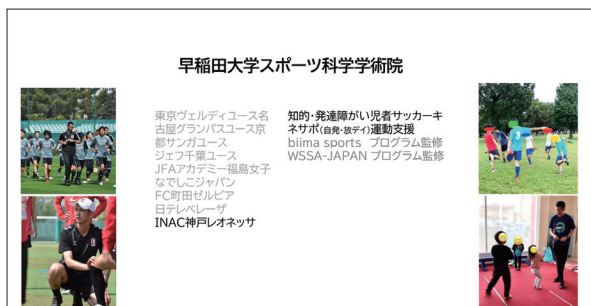 早稲田大学スポーツ科学学術院
東京ヴェルディユース名
古屋グランパスユース京
都サンガユース
ジェフ千葉ユース
JFAアカデミー福島女子
なでしこジャパン
FC町田ゼルビア
日テレベレーザ
INAC神戸レオネッサ
知的・発達障がい児者サッカーキ
ネサポ(自発・放デイ)運動支援
biima sports プログラム監修
WSSA-JAPAN プログラム監修